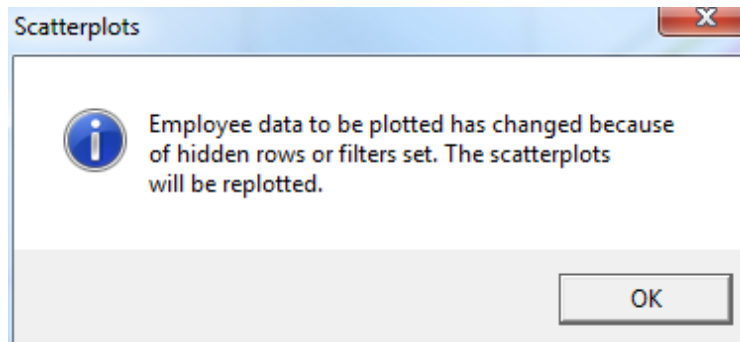 Scatterplots
Employee data to be plotted has changed because
of hidden rows or filters set. The scatterplots
will be replotted.
OK